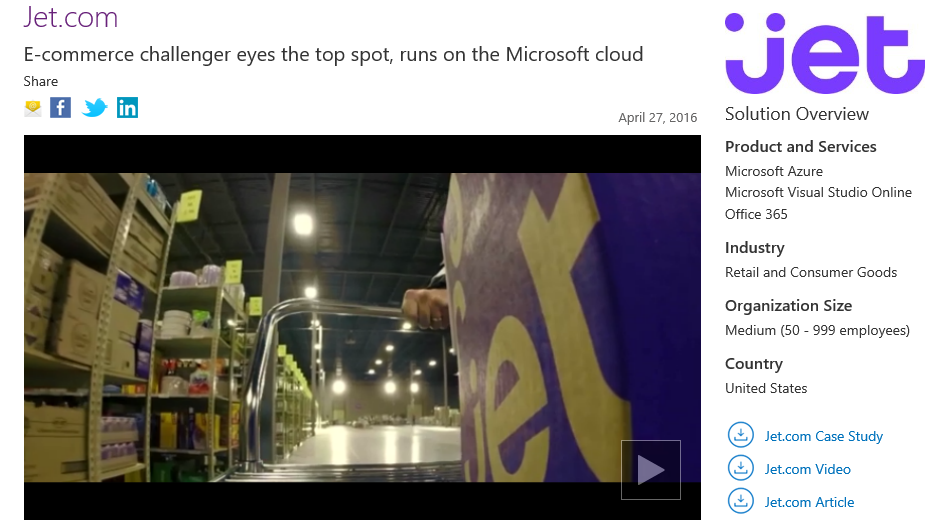 Jet.com
E-commerce challenger eyes the top spot, runs on the Microsoft cloud
Share
April 27, 2016
jet
jet
Solution Overview
Product and Services
Microsoft Azure
Microsoft Visual Studio Online
Office 365
Industry
Retail and Consumer Goods
Organization Size
Medium (50 - 999 employees)
Country
United States
Jet.com Case Study
Jet.com Video
Jet.com Article